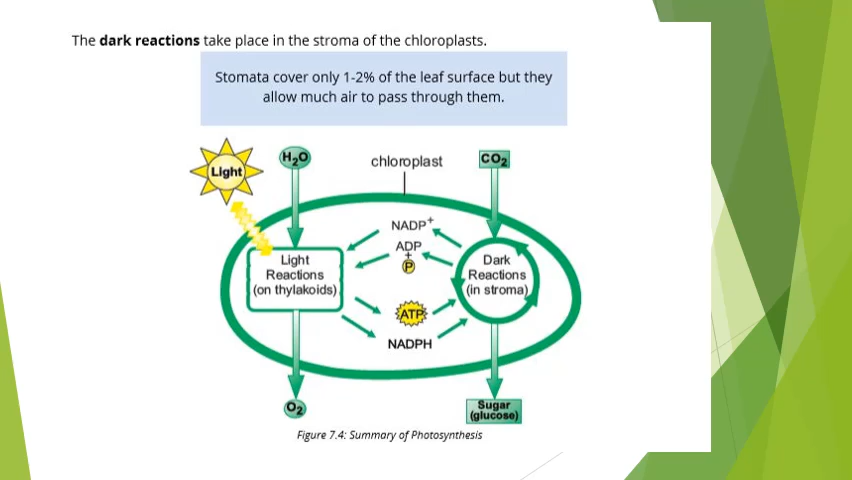 The dark reactions take place in the stroma of the chloroplasts.
Stomata cover only 1-2% of the leaf surface but they
allow much air to pass through them.
Light
H₂O
chloroplast
CO₂
NADP⁺
ADP
+
P
Light
Reactions
(on thylakoids)
Dark
Reactions
(in stroma)
ATP
NADPH
O₂
Sugar
(glucose)
Figure 7.4: Summary of Photosynthesis